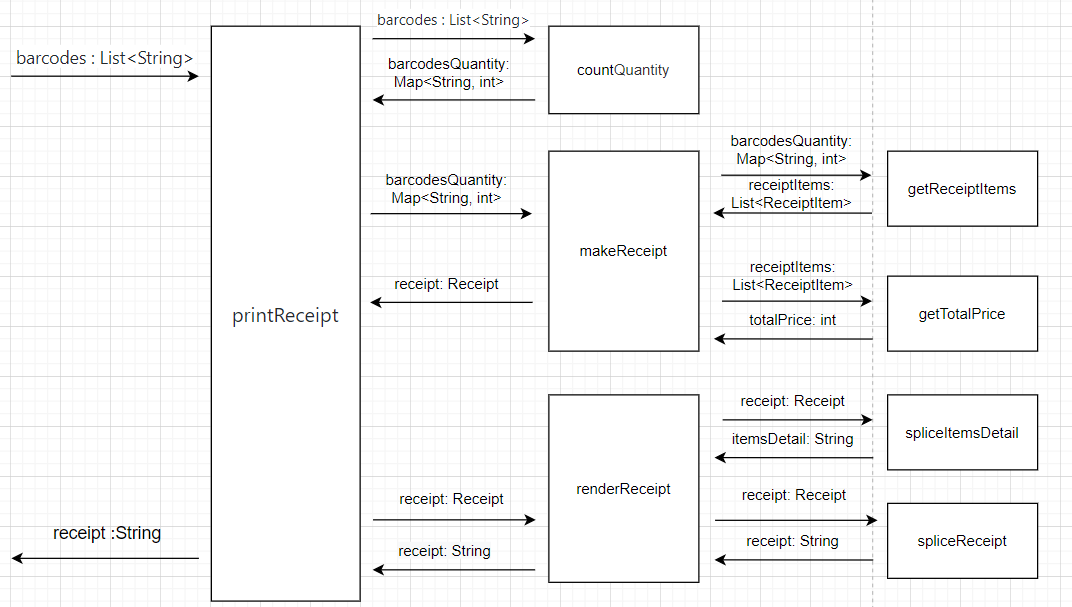 barcodes : List<String>
barcodes : List<String>
barcodesQuantity:
Map<String, int>
countQuantity
barcodesQuantity:
Map<String, int>
receiptItems:
List<ReceiptItem>
getReceiptItems
barcodesQuantity:
Map<String, int>
makeReceipt
receipt: Receipt
receiptItems:
List<ReceiptItem>
totalPrice: int
getTotalPrice
printReceipt
receipt: Receipt
itemsDetail: String
spliceItemsDetail
renderReceipt
receipt: Receipt
receipt: String
receipt: Receipt
receipt: String
spliceReceipt
receipt :String